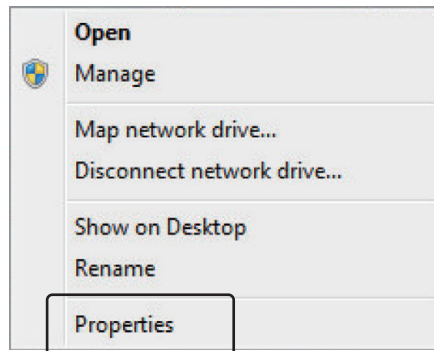 Open
Manage
Map network drive...
Disconnect network drive...
Show on Desktop
Rename
Properties